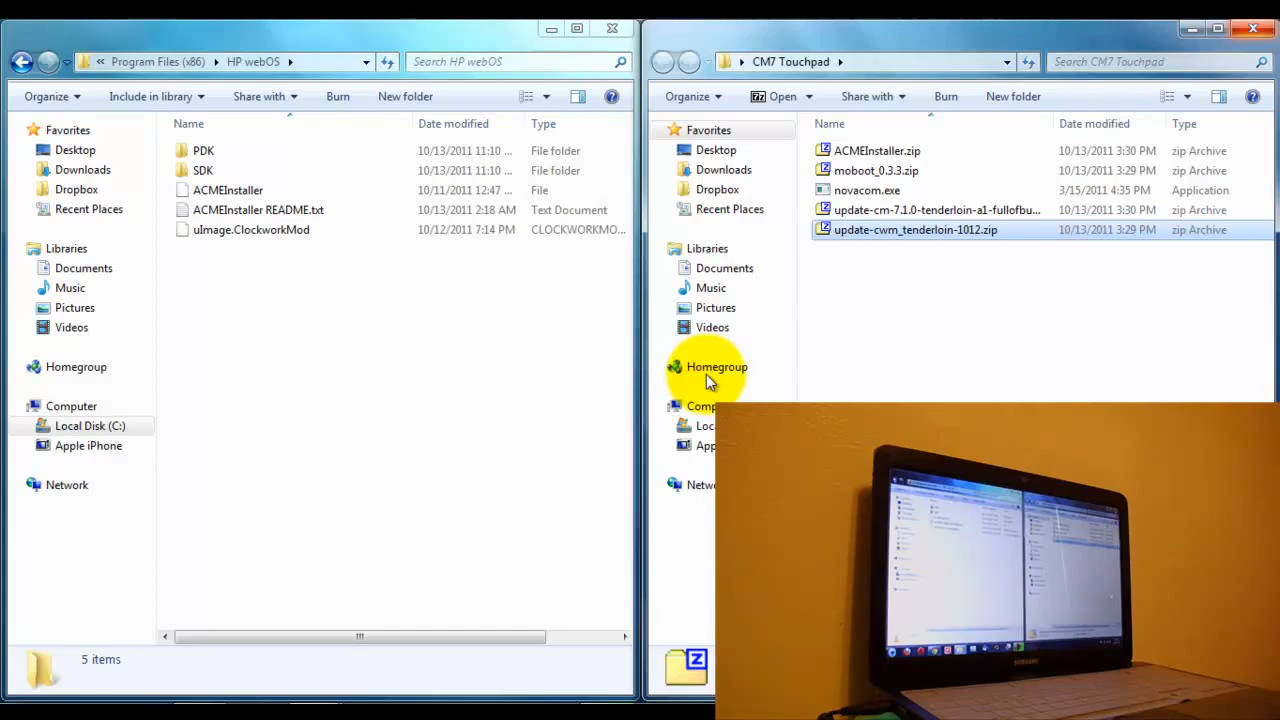 « Program Files (x86) HP webOS
Search HP webOS
Organize Include in library Share with Burn New folder
Name Date modified Type
Favorites
Desktop
Downloads
Dropbox
Recent Places
Libraries
Documents
Music
Pictures
Videos
Homegroup
Computer
Local Disk (C:)
Apple iPhone
Network
PDK 10/13/2011 11:10 ... File folder
SDK 10/13/2011 11:10 ... File folder
ACMEInstaller 10/11/2011 12:47 ... File
ACMEInstaller README.txt 10/13/2011 2:18 AM Text Document
uImage.ClockworkMod 10/12/2011 7:14 PM CLOCKWORKMO...
5 items
CM7 Touchpad
Search CM7 Touchpad
Organize Open Share with Burn New folder
Name Date modified Type
Favorites
Desktop
Downloads
Dropbox
Recent Places
Libraries
Documents
Music
Pictures
Videos
Homegroup
Comp
Loc
App
Netw
ACMEInstaller.zip 10/13/2011 3:30 PM zip Archive
moboot_0.3.3.zip 10/13/2011 3:29 PM zip Archive
novacom.exe 3/15/2011 4:35 PM Application
update-cm-7.1.0-tenderloin-a1-fullofbu... 10/13/2011 3:30 PM zip Archive
update-cwm_tenderloin-1012.zip 10/13/2011 3:29 PM zip Archive
Z
SAMSUNG